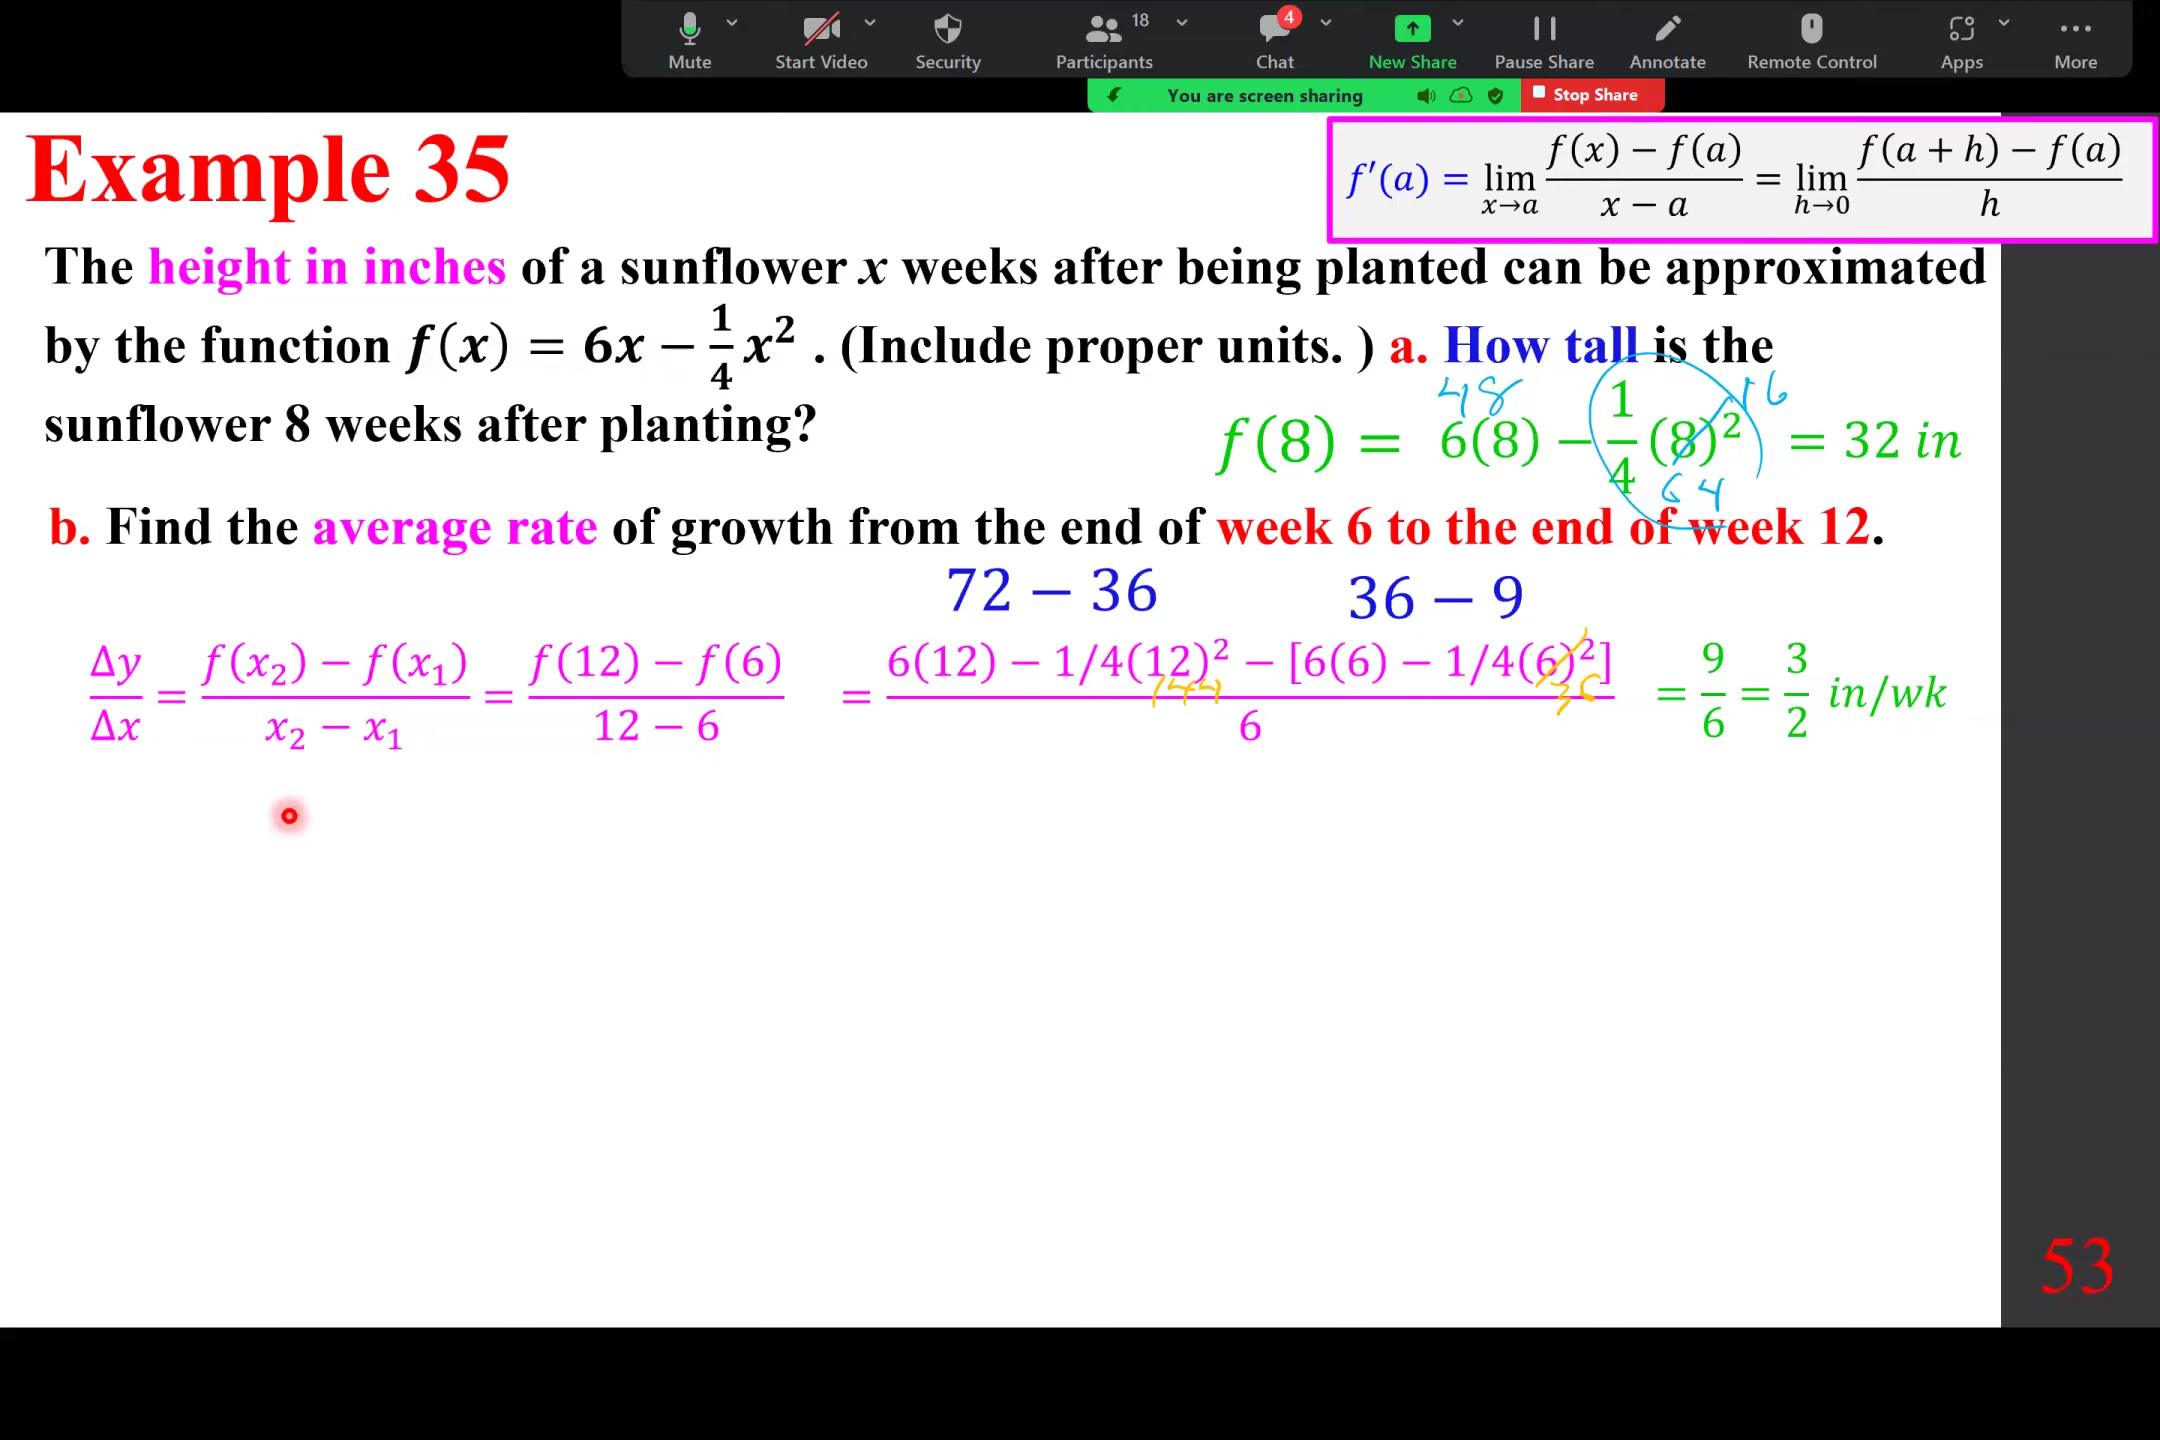 Mute Start Video Security Participants 18 Chat 4 New Share Pause Share Annotate Remote Control Apps More
You are screen sharing Stop Share
Example 35
f′(a) = lim x→a (f(x) − f(a))/(x − a) = lim h→0 (f(a + h) − f(a))/h
The height in inches of a sunflower x weeks after being planted can be approximated
by the function f(x) = 6x − 1/4 x² . (Include proper units. ) a. How tall is the
sunflower 8 weeks after planting?
48 16
f(8) = 6(8) − 1/4 (8)² = 32 in
64
b. Find the average rate of growth from the end of week 6 to the end of week 12.
72 − 36 36 − 9
Δy/Δx = (f(x₂) − f(x₁))/(x₂ − x₁) = (f(12) − f(6))/(12 − 6) = (6(12) − 1/4(12)² − [6(6) − 1/4(6)²])/6 = 9/6 = 3/2 in/wk
144 36
53